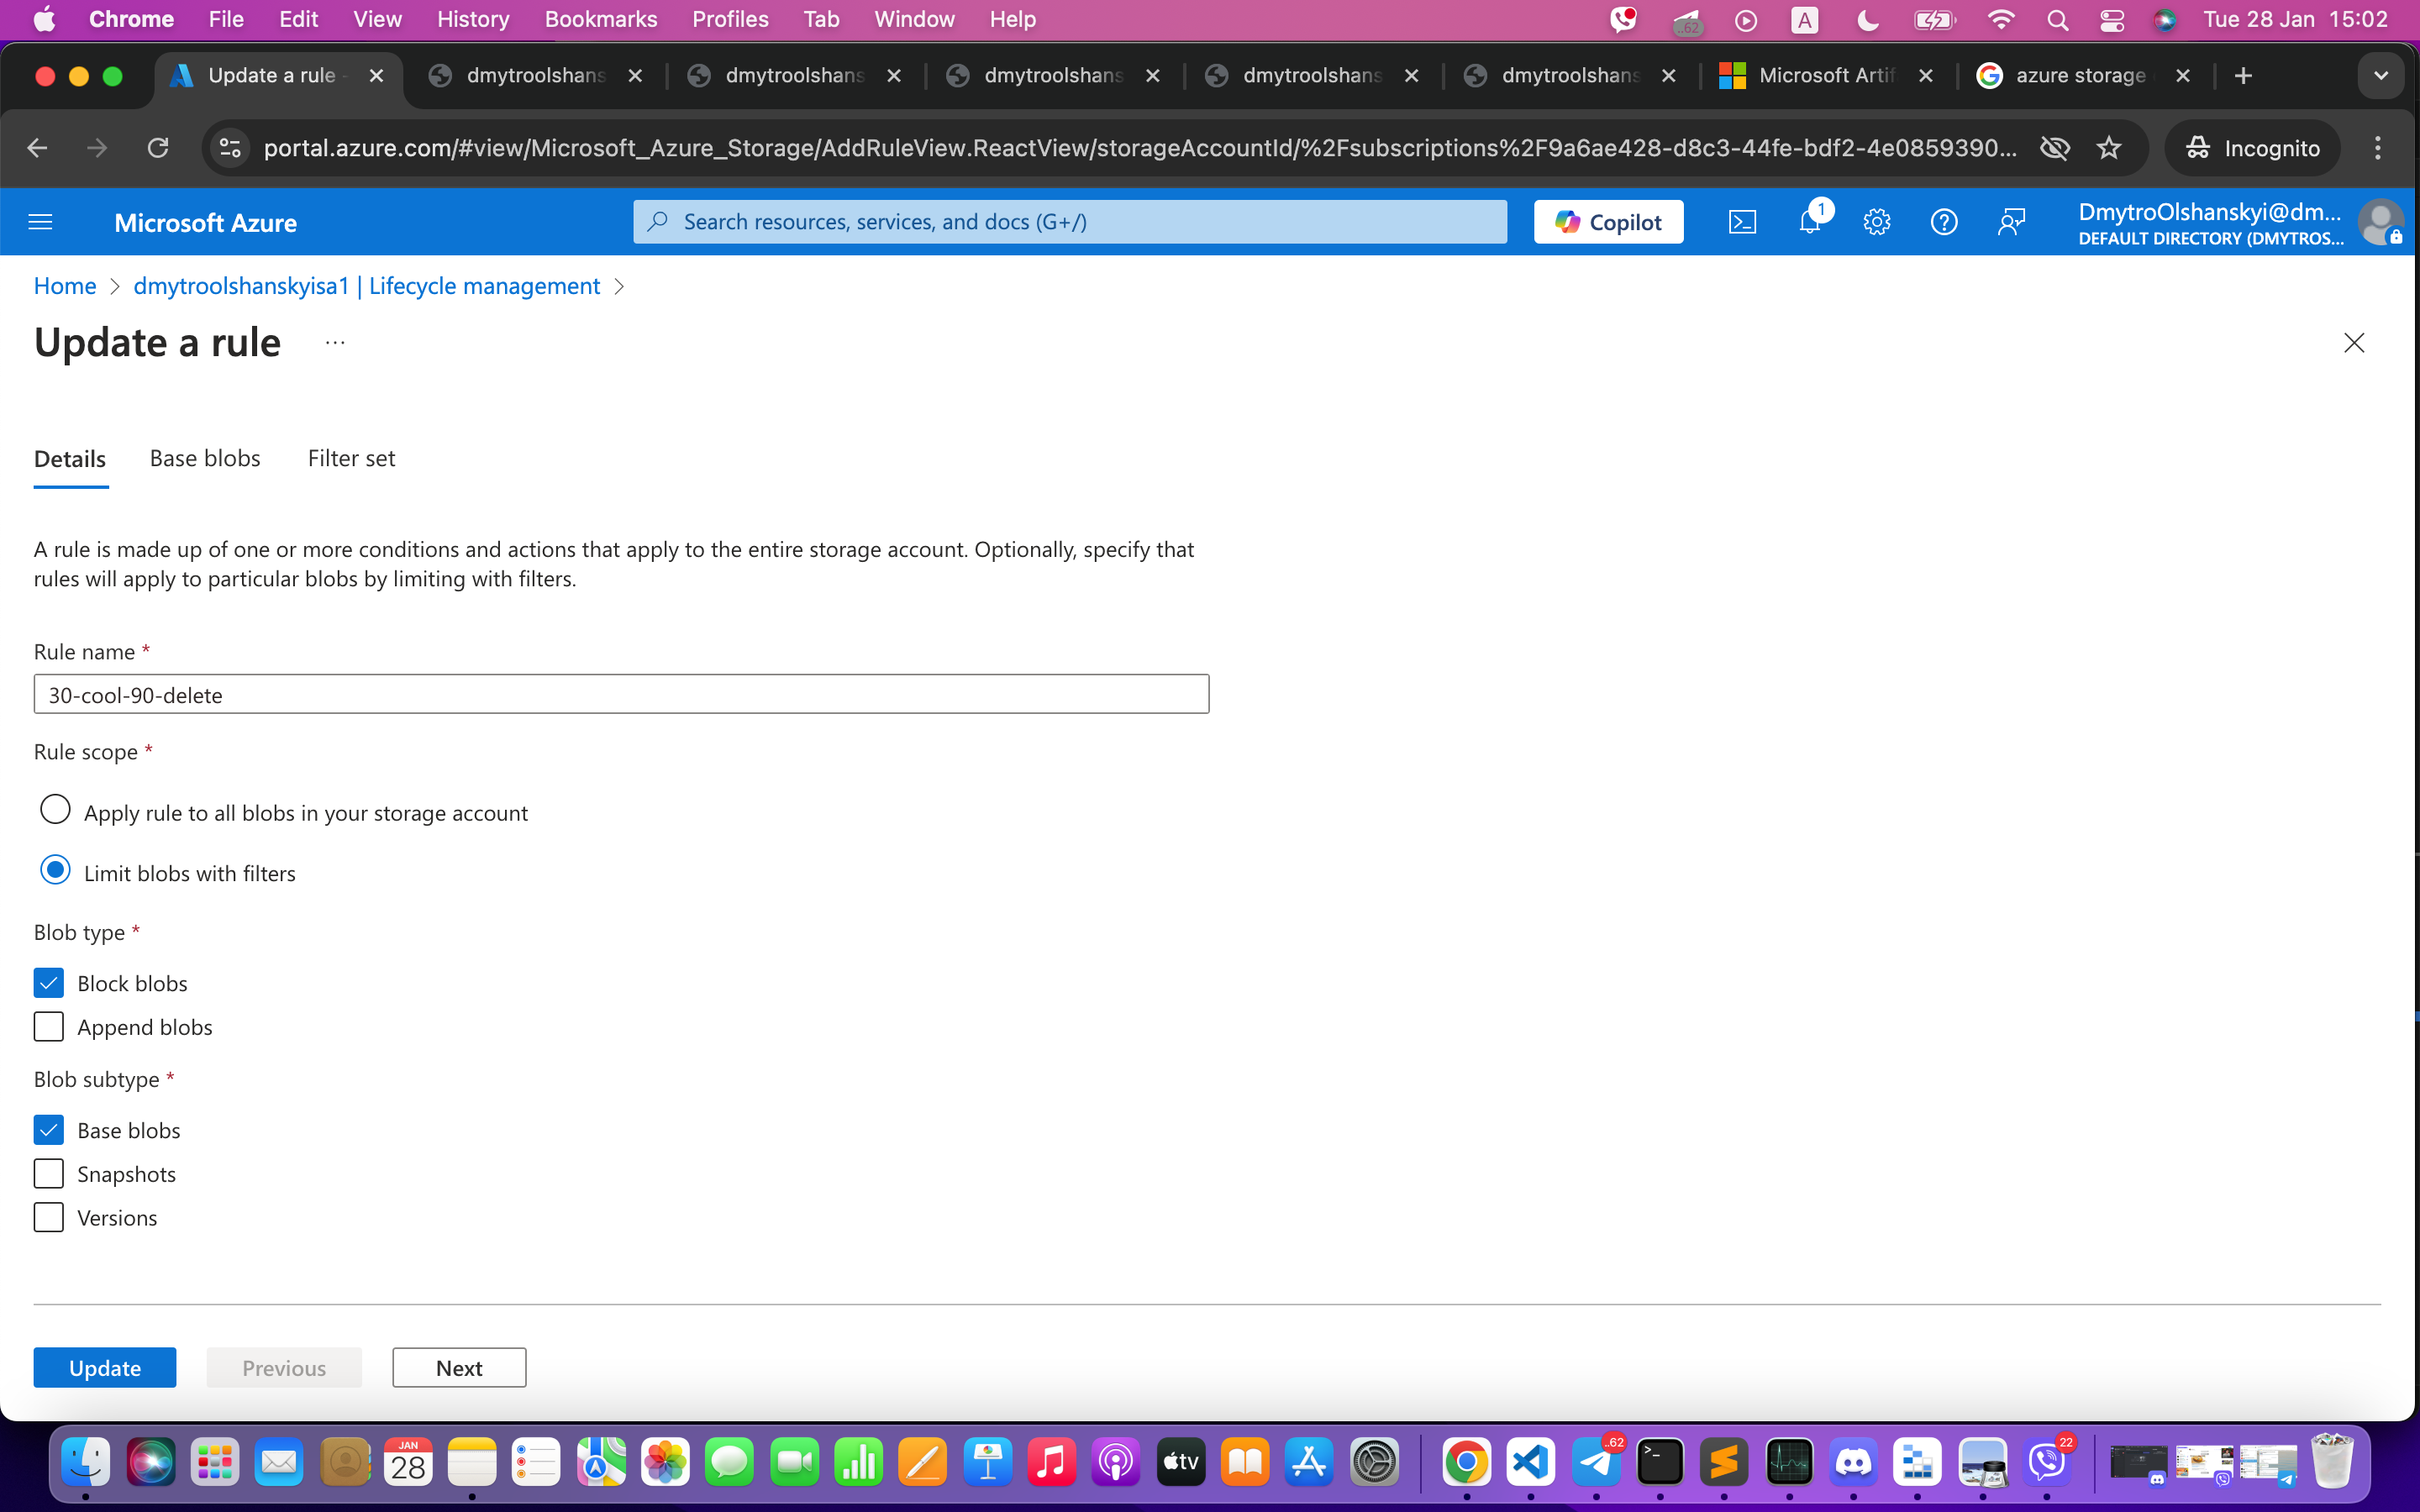 Chrome File Edit View History Bookmarks Profiles Tab Window Help ..62 A Tue 28 Jan 15:02
Update a rule - dmytroolshans dmytroolshans dmytroolshans dmytroolshans dmytroolshans Microsoft Artif azure storage
portal.azure.com/#view/Microsoft_Azure_Storage/AddRuleView.ReactView/storageAccountId/%2Fsubscriptions%2F9a6ae428-d8c3-44fe-bdf2-4e0859390... Incognito
Microsoft Azure Search resources, services, and docs (G+/) Copilot 1 DmytroOlshanskyi@dm...
DEFAULT DIRECTORY (DMYTROS...
Home > dmytroolshanskyisa1 | Lifecycle management >
Update a rule ...
Details Base blobs Filter set
A rule is made up of one or more conditions and actions that apply to the entire storage account. Optionally, specify that
rules will apply to particular blobs by limiting with filters.
Rule name *
30-cool-90-delete
Rule scope *
Apply rule to all blobs in your storage account
Limit blobs with filters
Blob type *
Block blobs
Append blobs
Blob subtype *
Base blobs
Snapshots
Versions
Update Previous Next
JAN
28
tv
..62
22